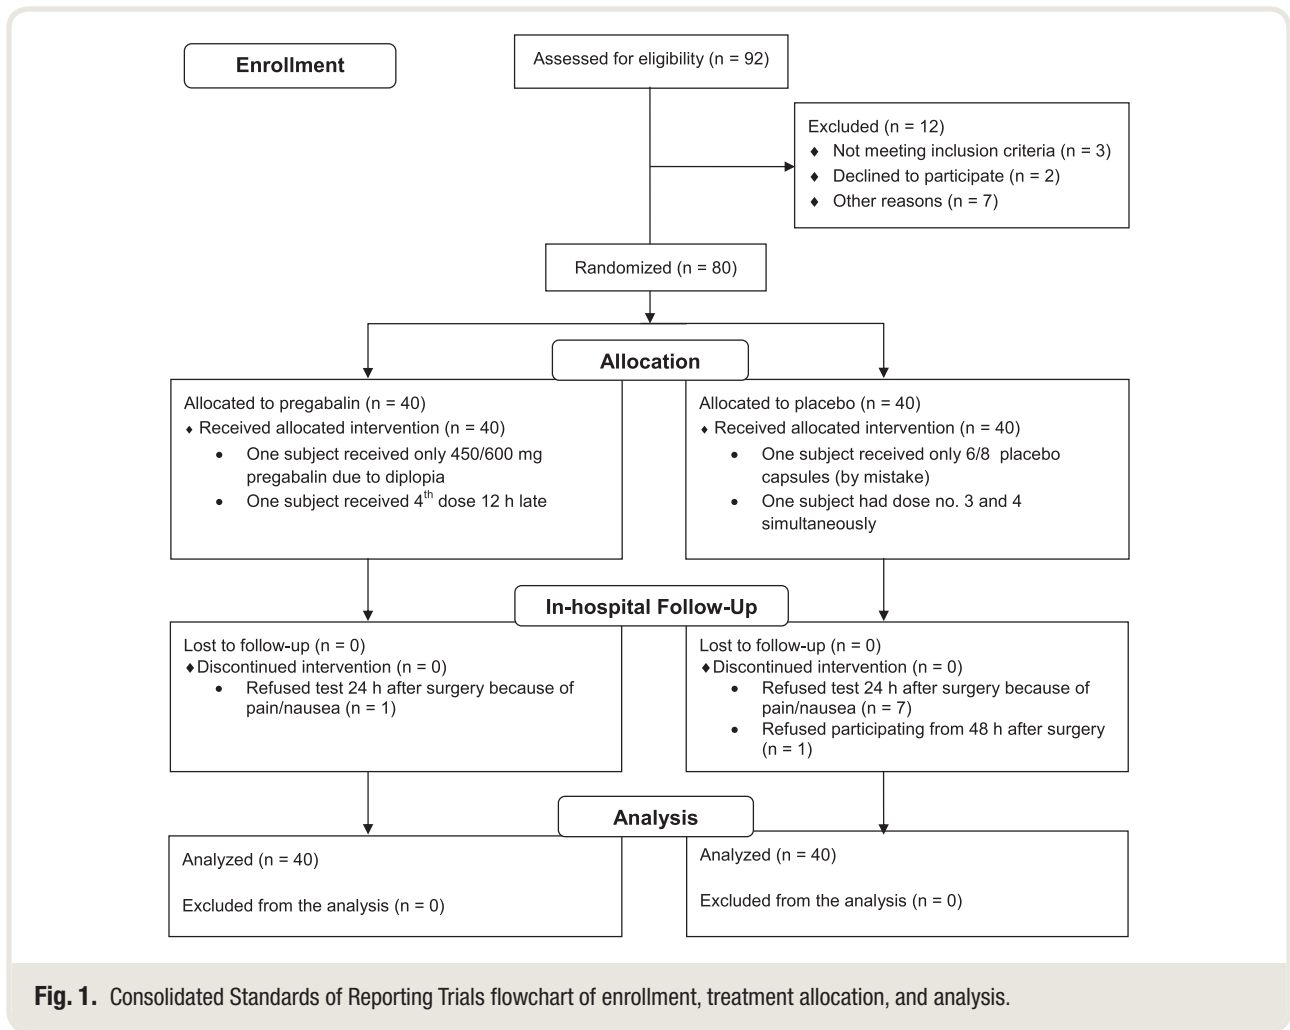 Enrollment
Assessed for eligibility (n = 92)
Excluded (n = 12)
♦ Not meeting inclusion criteria (n = 3)
♦ Declined to participate (n = 2)
♦ Other reasons (n = 7)
Randomized (n = 80)
Allocation
Allocated to pregabalin (n = 40)
♦ Received allocated intervention (n = 40)
• One subject received only 450/600 mg
pregabalin due to diplopia
• One subject received 4th dose 12 h late
Allocated to placebo (n = 40)
♦ Received allocated intervention (n = 40)
• One subject received only 6/8 placebo
capsules (by mistake)
• One subject had dose no. 3 and 4
simultaneously
In-hospital Follow-Up
Lost to follow-up (n = 0)
♦Discontinued intervention (n = 0)
• Refused test 24 h after surgery because of
pain/nausea (n = 1)
Lost to follow-up (n = 0)
♦Discontinued intervention (n = 0)
• Refused test 24 h after surgery because of
pain/nausea (n = 7)
• Refused participating from 48 h after surgery
(n = 1)
Analysis
Analyzed (n = 40)
Excluded from the analysis (n = 0)
Analyzed (n = 40)
Excluded from the analysis (n = 0)
Fig. 1. Consolidated Standards of Reporting Trials flowchart of enrollment, treatment allocation, and analysis.